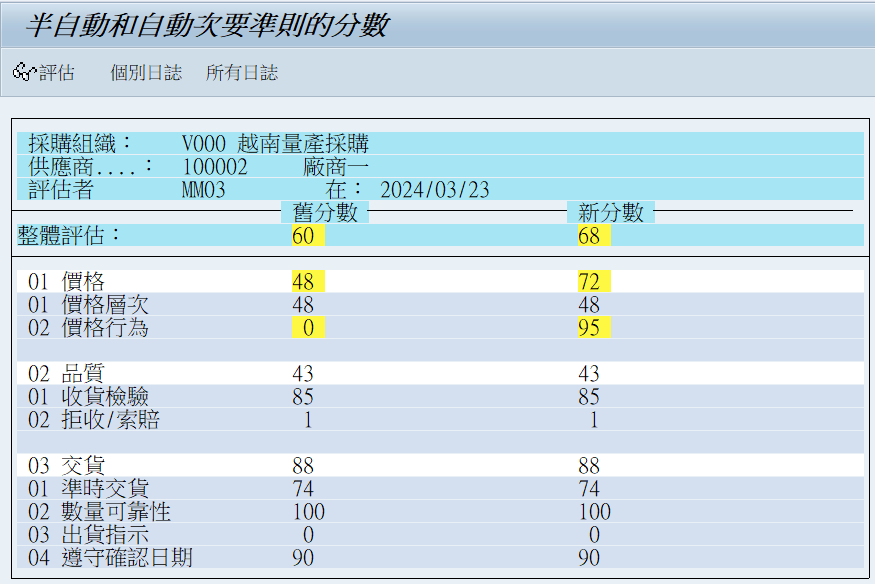 半自動和自動次要準則的分數
評估 個別日誌 所有日誌
採購組織： V000 越南量產採購
供應商....： 100002 廠商一
評估者 MM03 在： 2024/03/23
舊分數 新分數
整體評估： 60 68
01 價格 48 72
01 價格層次 48 48
02 價格行為 0 95
02 品質 43 43
01 收貨檢驗 85 85
02 拒收/索賠 1 1
03 交貨 88 88
01 準時交貨 74 74
02 數量可靠性 100 100
03 出貨指示 0 0
04 遵守確認日期 90 90